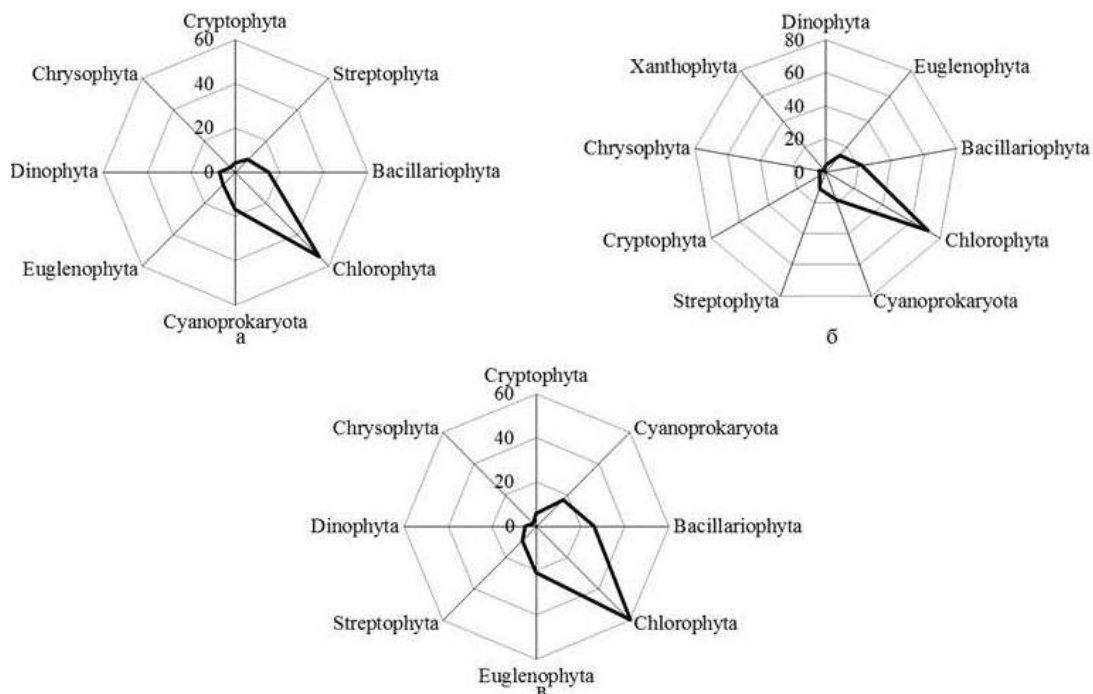 Cryptophyta
60
Chrysophyta
Streptophyta
40
20
Dinophyta
0
Bacillariophyta
Euglenophyta
Chlorophyta
Cyanoprokaryota
а
Dinophyta
80
Xanthophyta
Euglenophyta
60
40
Chrysophyta
Bacillariophyta
20
0
Cryptophyta
Chlorophyta
Streptophyta
Cyanoprokaryota
б
Cryptophyta
60
Chrysophyta
Cyanoprokaryota
40
20
Dinophyta
0
Bacillariophyta
Streptophyta
Chlorophyta
Euglenophyta
в